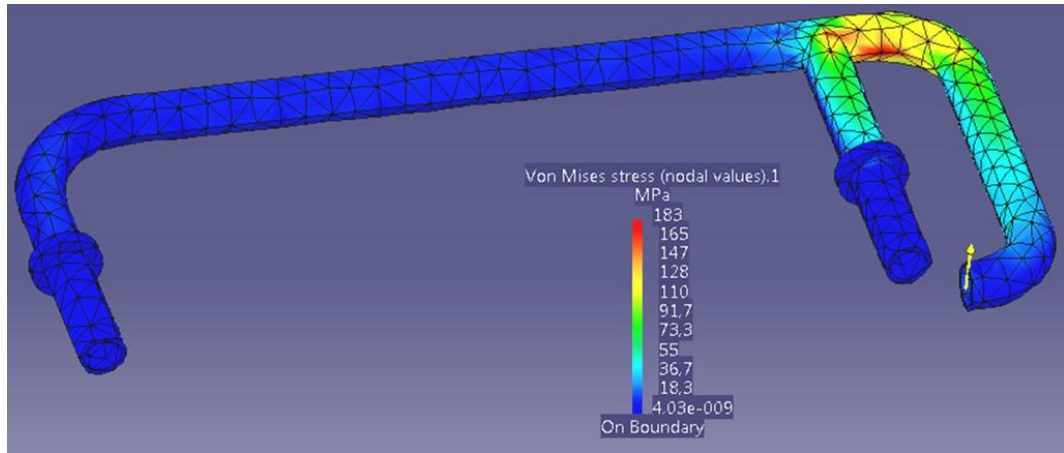 Von Mises stress (nodal values).1
MPa
183
165
147
128
110
91,7
73,3
55
36,7
18,3
4,03e-009
On Boundary